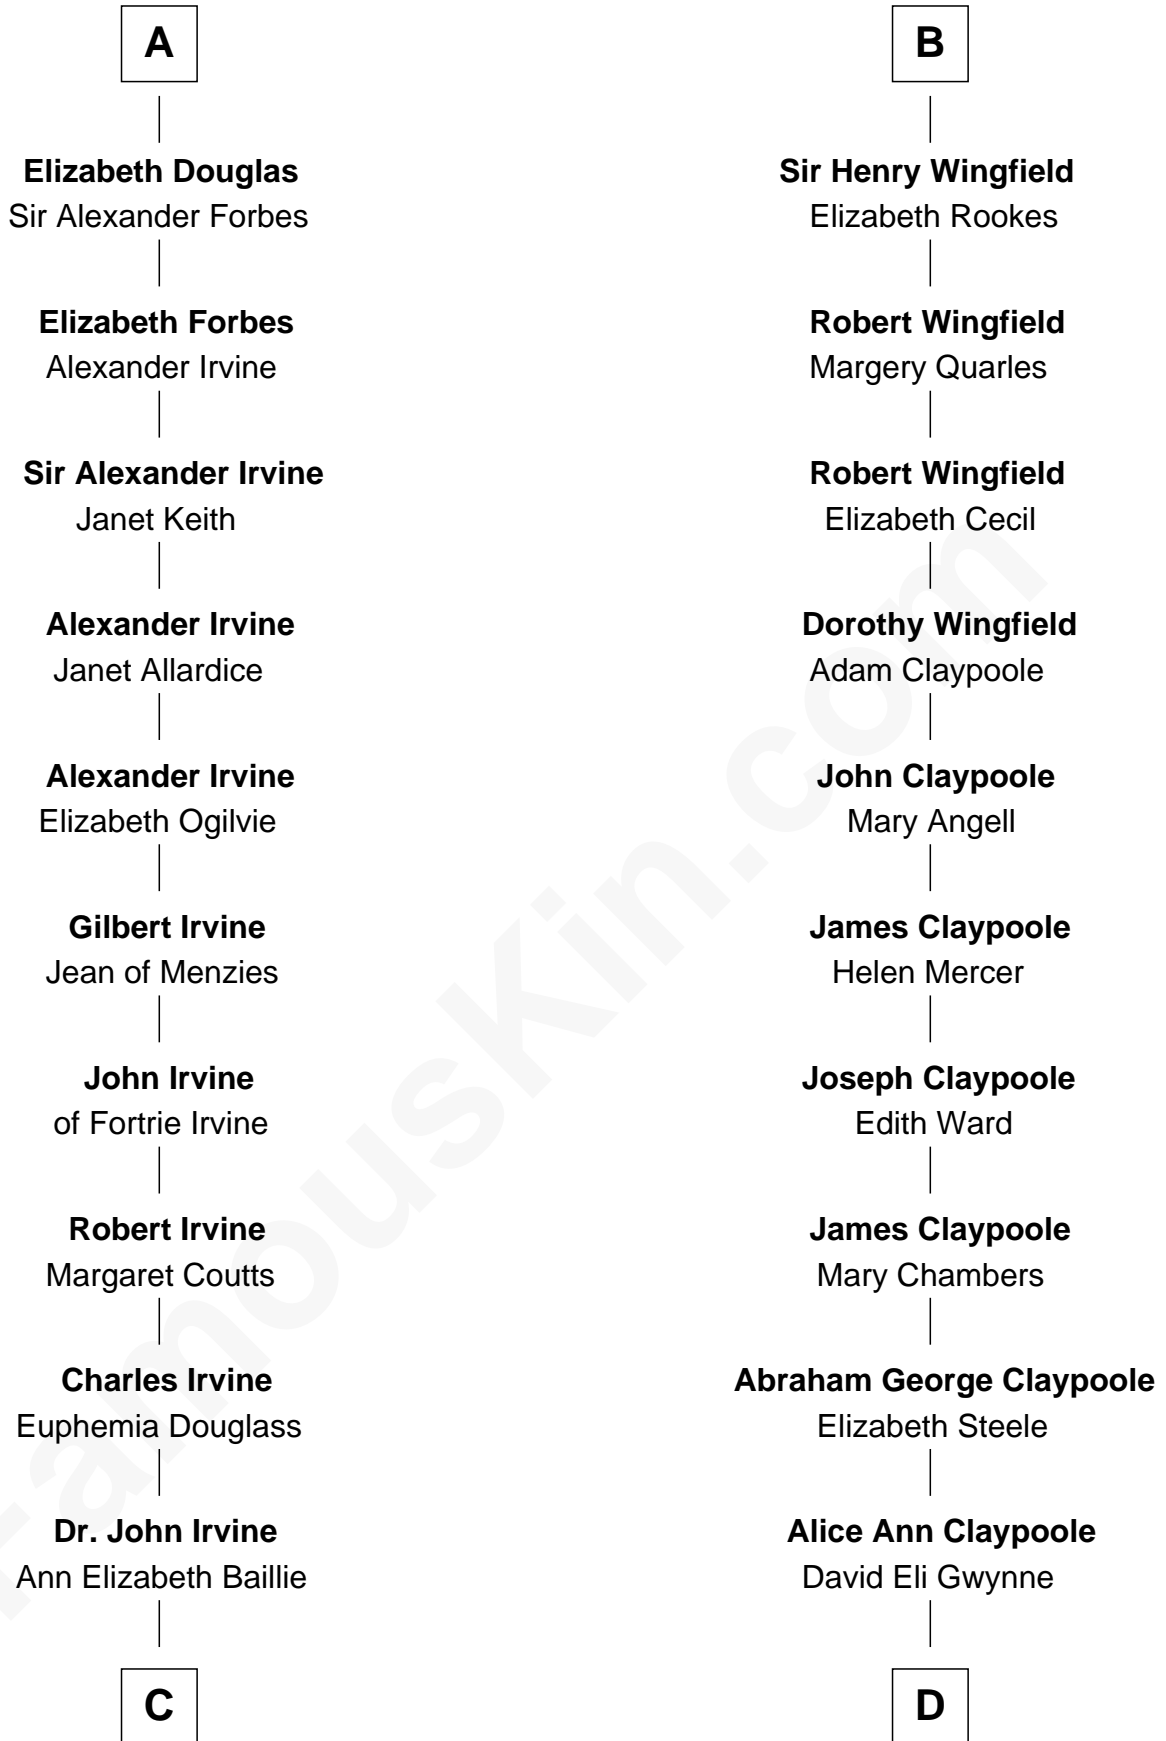 A
Elizabeth Douglas
Sir Alexander Forbes
Elizabeth Forbes
Alexander Irvine
Sir Alexander Irvine
Janet Keith
Alexander Irvine
Janet Allardice
Alexander Irvine
Elizabeth Ogilvie
Gilbert Irvine
Jean of Menzies
John Irvine
of Fortrie Irvine
Robert Irvine
Margaret Coutts
Charles Irvine
Euphemia Douglass
Dr. John Irvine
Ann Elizabeth Baillie
C
B
Sir Henry Wingfield
Elizabeth Rookes
Robert Wingfield
Margery Quarles
Robert Wingfield
Elizabeth Cecil
Dorothy Wingfield
Adam Claypoole
John Claypoole
Mary Angell
James Claypoole
Helen Mercer
Joseph Claypoole
Edith Ward
James Claypoole
Mary Chambers
Abraham George Claypoole
Elizabeth Steele
Alice Ann Claypoole
David Eli Gwynne
D
FamousKin.com